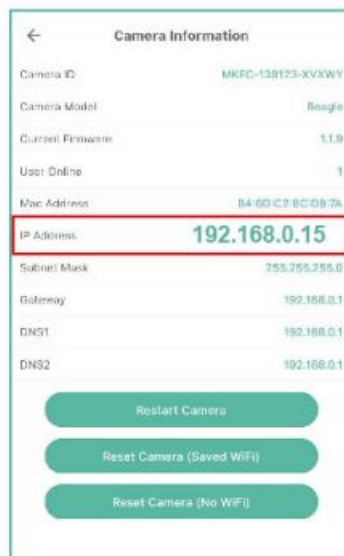 Camera Information
Camera ID MKFC-139123-XVXWY
Camera Model Beagle
Current Firmware 1.1.9
User Online 1
Mac Address B4:6D:C2:8C:D8:7A
IP Address 192.168.0.15
Subnet Mask 255.255.255.0
Gateway 192.168.0.1
DNS1 192.168.0.1
DNS2 192.168.0.1
Restart Camera
Reset Camera (Saved WiFi)
Reset Camera (No WiFi)